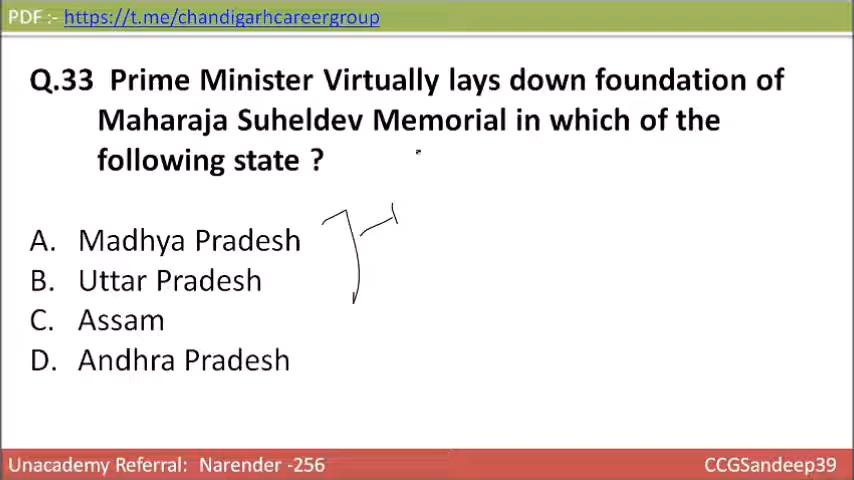 PDF :- https://t.me/chandigarhcareergroup
Q.33 Prime Minister Virtually lays down foundation of
Maharaja Suheldev Memorial in which of the
following state ?
A. Madhya Pradesh
B. Uttar Pradesh
C. Assam
D. Andhra Pradesh
Unacademy Referral: Narender -256
CCGSandeep39